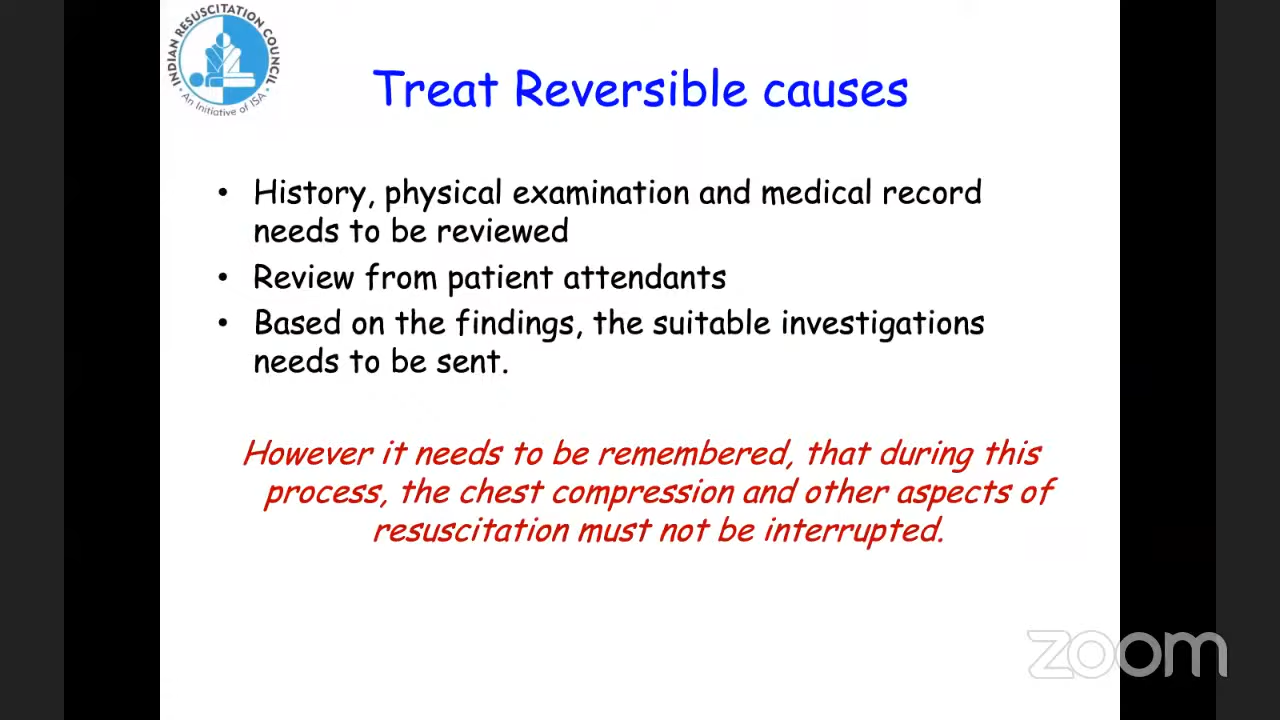 INDIAN RESUSCITATION COUNCIL
An Initiative of ISA
Treat Reversible causes
• History, physical examination and medical record
needs to be reviewed
• Review from patient attendants
• Based on the findings, the suitable investigations
needs to be sent.
However it needs to be remembered, that during this
process, the chest compression and other aspects of
resuscitation must not be interrupted.
zoom